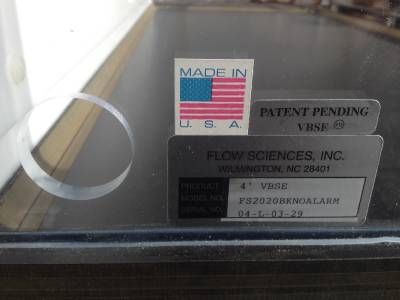 MADE IN
U. S. A.
PATENT PENDING
VBSE
FLOW SCIENCES, INC.
WILMINGTON, NC 28401
PRODUCT 4' VBSE
MODEL NO. FS2020BKNOALARM
SERIAL NO. 04-L-03-29